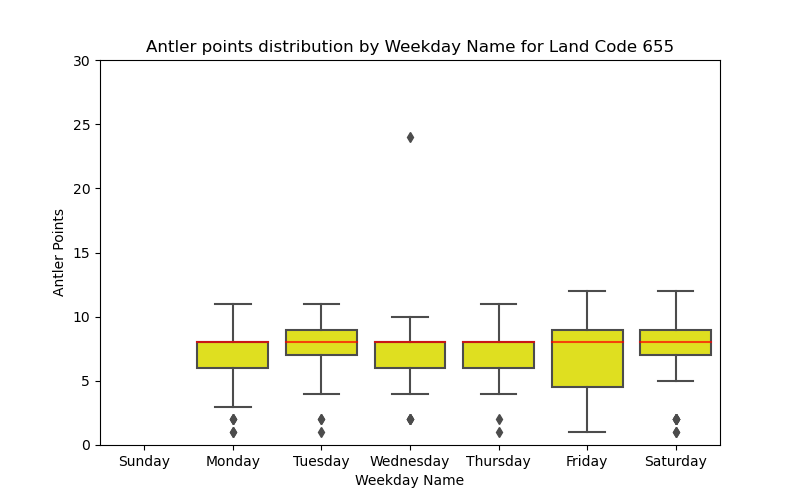 Antler points distribution by Weekday Name for Land Code 655
30
25
20
15
10
5
0
Antler Points
Sunday Monday Tuesday Wednesday Thursday Friday Saturday
Weekday Name